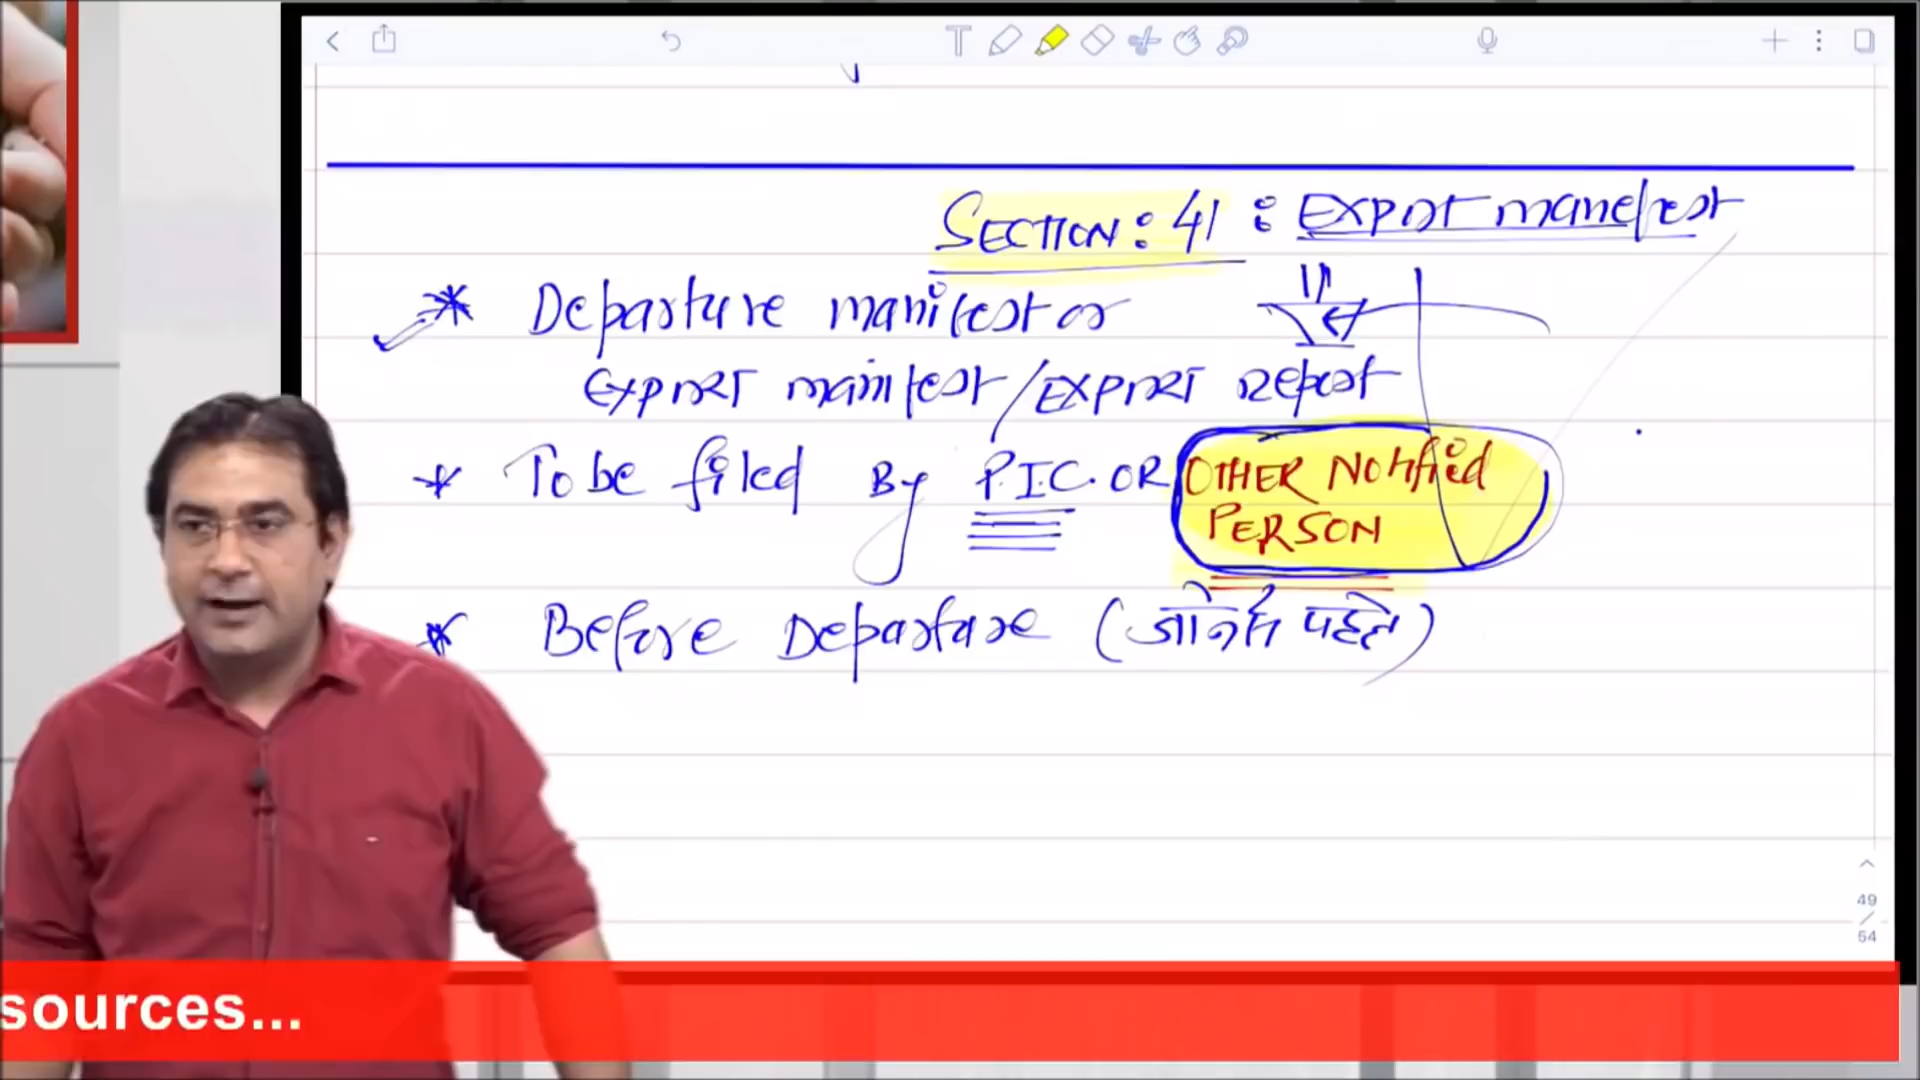 SECTION: 41 : EXPORT manifest
* Departure manifest or
EXPORT manifest / EXPORT report
* To be filed By P.I.C. OR OTHER Notified
PERSON
* Before Departure (जाने से पहले)
49
/
54
sources...